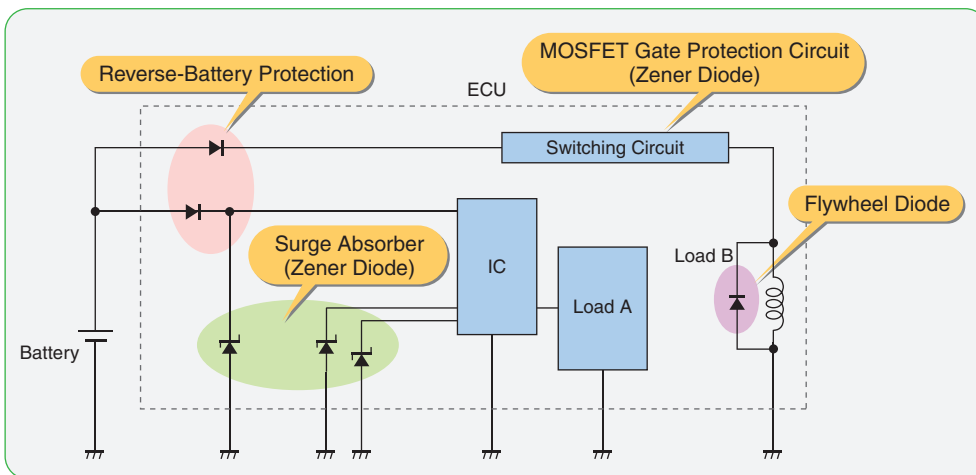 MOSFET Gate Protection Circuit
(Zener Diode)
Reverse-Battery Protection
ECU
Switching Circuit
Flywheel Diode
Surge Absorber
(Zener Diode)
Load B
IC
Load A
Battery